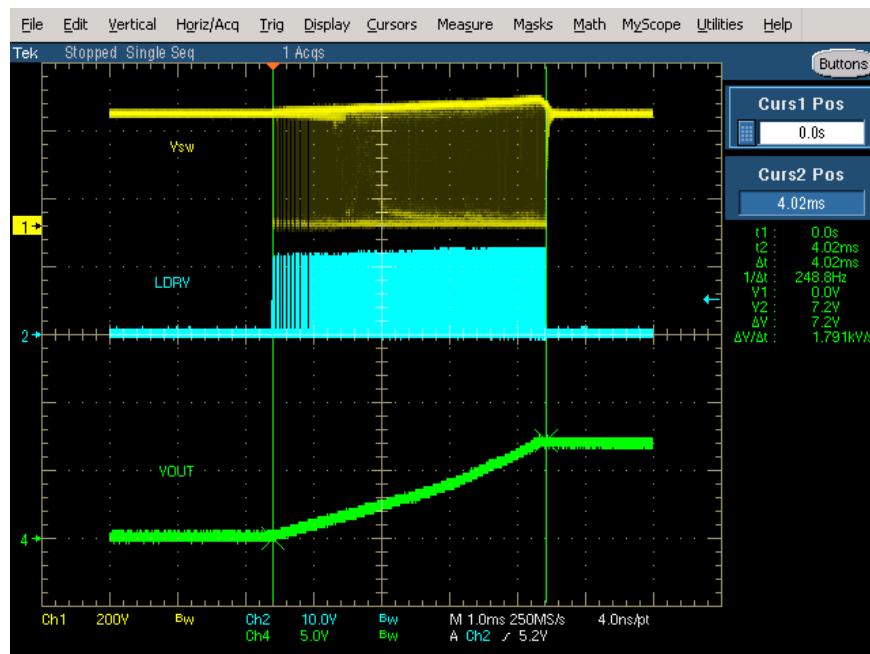 File Edit Vertical Horiz/Acq Trig Display Cursors Measure Masks Math MyScope Utilities Help
Tek Stopped Single Seq 1 Acqs
Buttons
Curs1 Pos
0.0s
Curs2 Pos
4.02ms
t1 : 0.0s
t2 : 4.02ms
Δt : 4.02ms
1/Δt : 248.8Hz
V1 : 0.0V
V2 : 7.2V
ΔV : 7.2V
ΔV/Δt : 1.791kV/s
Vsw
1
LDRV
2
VOUT
4
Ch1 200V Bw Ch2 10.0V Bw M 1.0ms 250MS/s 4.0ns/pt
Ch4 5.0V Bw A Ch2 5.2V